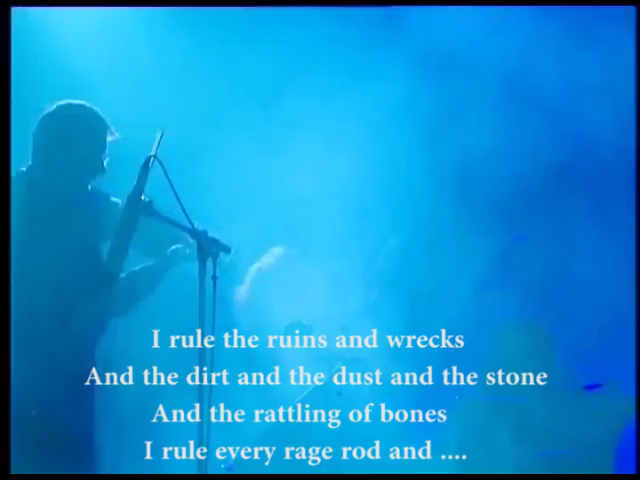 I rule the ruins and wrecks
And the dirt and the dust and the stone
And the rattling of bones
I rule every rage rod and ....